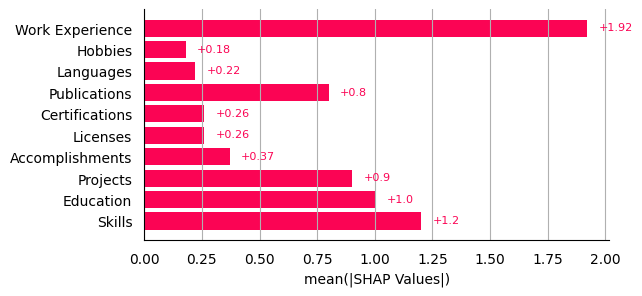 Work Experience +1.92
Hobbies +0.18
Languages +0.22
Publications +0.8
Certifications +0.26
Licenses +0.26
Accomplishments +0.37
Projects +0.9
Education +1.0
Skills +1.2
0.00 0.25 0.50 0.75 1.00 1.25 1.50 1.75 2.00
mean(|SHAP Values|)